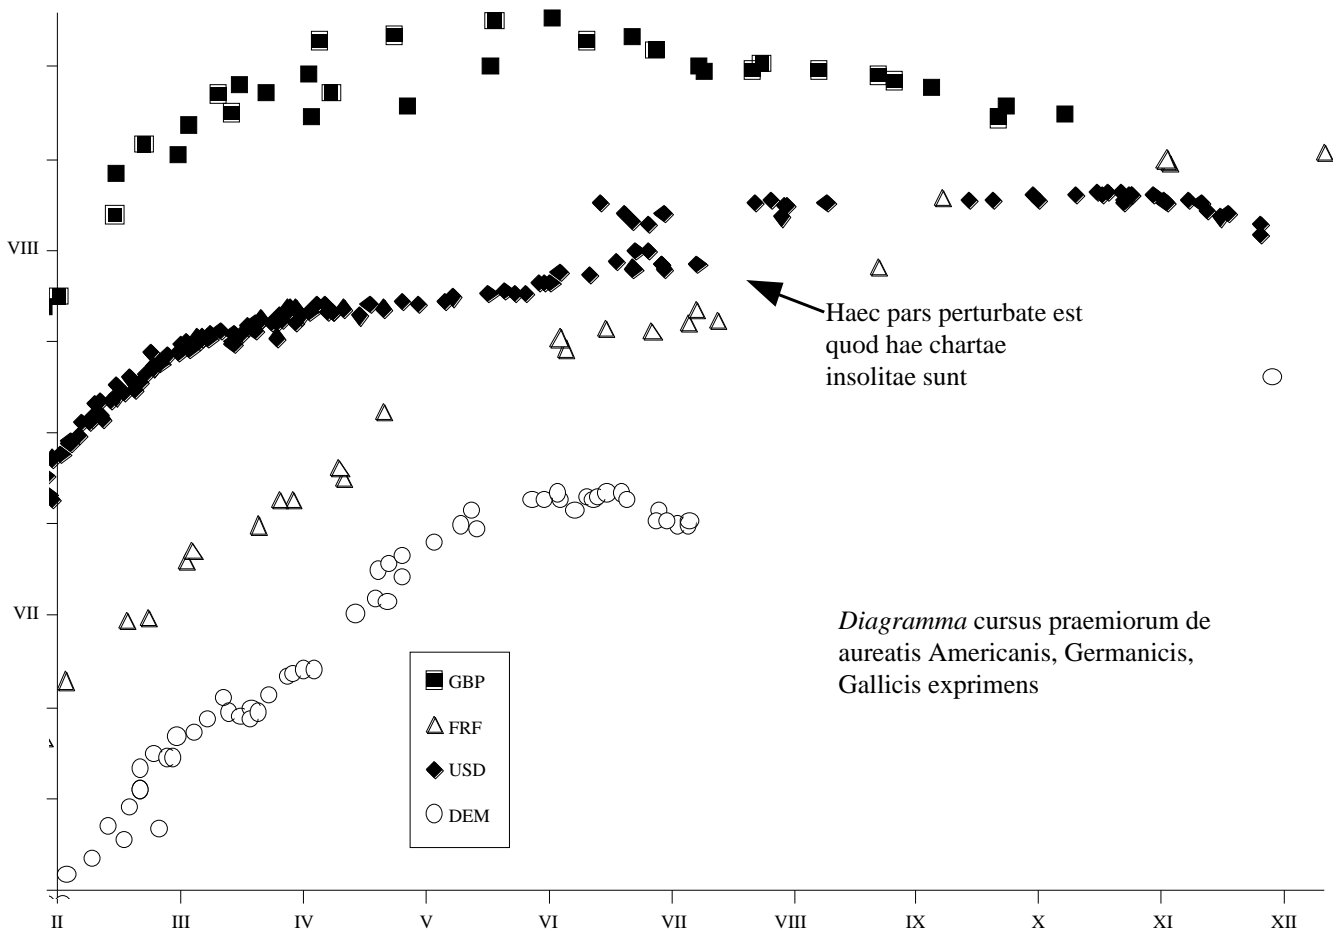 VIII
Haec pars perturbate est
quod hae chartae
insolitae sunt
VII
Diagramma cursus praemiorum de
aureatis Americanis, Germanicis,
Gallicis exprimens
GBP
FRF
USD
DEM
II III IV V VI VII VIII IX X XI XII